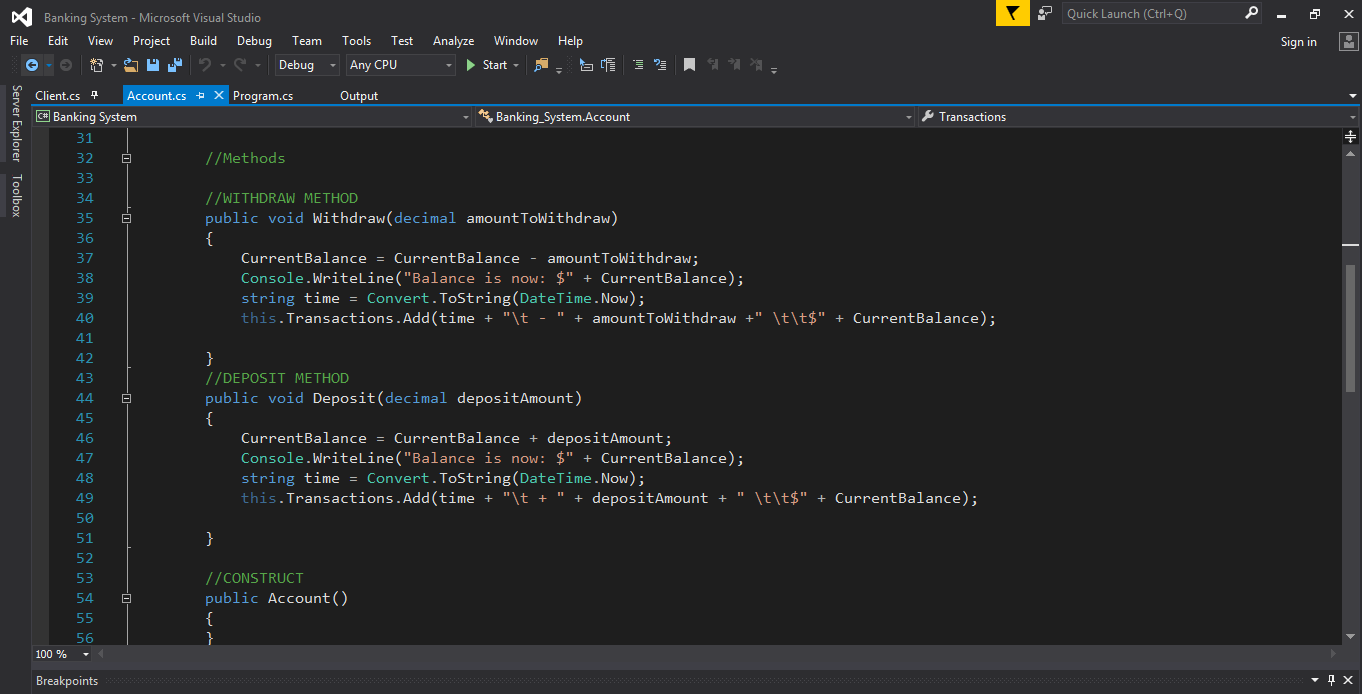 Banking System - Microsoft Visual Studio
Quick Launch (Ctrl+Q)
File Edit View Project Build Debug Team Tools Test Analyze Window Help
Sign in
Debug Any CPU Start
Server Explorer
Toolbox
Client.cs Account.cs Program.cs Output
C# Banking System Banking_System.Account Transactions
31
32 //Methods
33
34 //WITHDRAW METHOD
35 public void Withdraw(decimal amountToWithdraw)
36 {
37 CurrentBalance = CurrentBalance - amountToWithdraw;
38 Console.WriteLine("Balance is now: $" + CurrentBalance);
39 string time = Convert.ToString(DateTime.Now);
40 this.Transactions.Add(time + "\t - " + amountToWithdraw +" \t\t$" + CurrentBalance);
41
42 }
43 //DEPOSIT METHOD
44 public void Deposit(decimal depositAmount)
45 {
46 CurrentBalance = CurrentBalance + depositAmount;
47 Console.WriteLine("Balance is now: $" + CurrentBalance);
48 string time = Convert.ToString(DateTime.Now);
49 this.Transactions.Add(time + "\t + " + depositAmount + " \t\t$" + CurrentBalance);
50
51 }
52
53 //CONSTRUCT
54 public Account()
55 {
56 }
100 %
Breakpoints